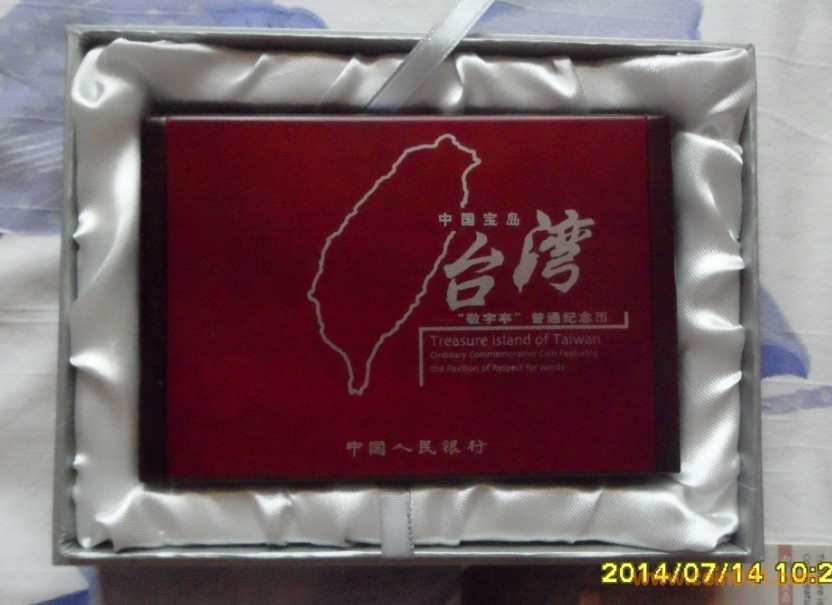 中国宝岛
台湾
"敬字亭"普通纪念币
Treasure island of Taiwan
Ordinary Commemorative Coin Featuring
the Pavilion of Respect for words
中国人民银行
2014/07/14 10:2